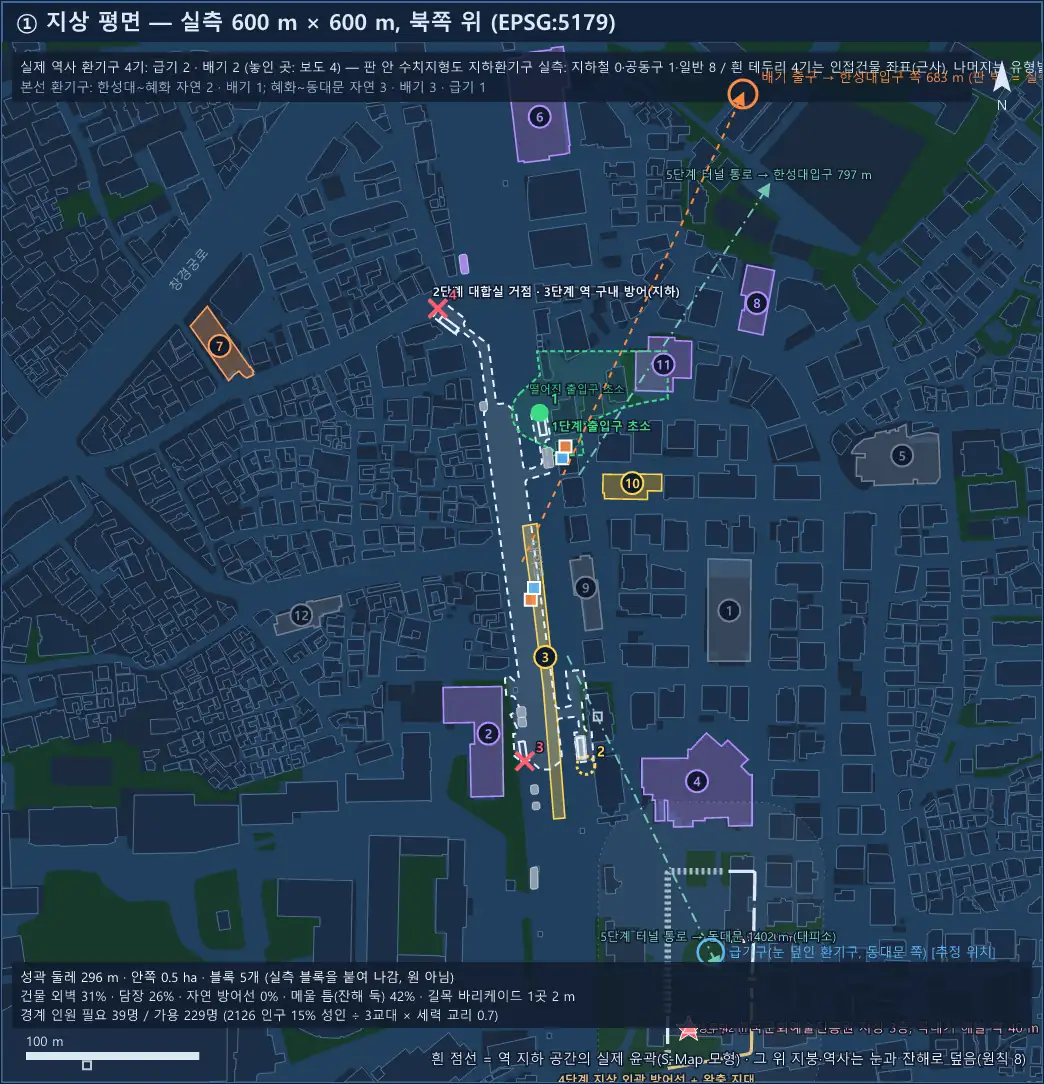 ① 지상 평면 — 실측 600 m × 600 m, 북쪽 위 (EPSG:5179)
실제 역사 환기구 4기: 급기 2 · 배기 2 (놓인 곳: 보도 4) — 판 안 수치지형도 지하환기구 실측: 지하철 0·공동구 1·일반 8 / 흰 테두리 4기는 인접건물 좌표(근사), 나머지는 유형별
배기 출구 → 한성대입구 쪽 683 m
본선 환기구: 한성대~혜화 자연 2 · 배기 1; 혜화~동대문 자연 3 · 배기 3 · 급기 1
N
6
5단계 터널 통로 → 한성대입구 797 m
창경궁로
2단계 대합실 거점 · 3단계 역 구내 방어(지하)
4
8
7
11
떨어진 출입구 초소
1
1단계 출입구 초소
5
10
9
1
12
3
2
3
2
4
5단계 터널 통로 → 동대문 1402 m (대피소)
급기구(눈 덮인 환기구, 동대문 쪽) [추정 위치]
성곽 둘레 296 m · 안쪽 0.5 ha · 블록 5개 (실측 블록을 붙여 나감, 원 아님)
건물 외벽 31% · 담장 26% · 자연 방어선 0% · 메울 틈(잔해 둑) 42% · 길목 바리케이드 1곳 2 m
경계 인원 필요 39명 / 가용 229명 (2126 인구 15% 성인 ÷ 3교대 × 세력 교리 0.7)
100 m
흰 점선 = 역 지하 공간의 실제 윤곽(S-Map 모형) · 그 위 지붕·역사는 눈과 잔해로 덮음(원칙 8)
4단계 지상 외곽 방어선 + 완충 지대